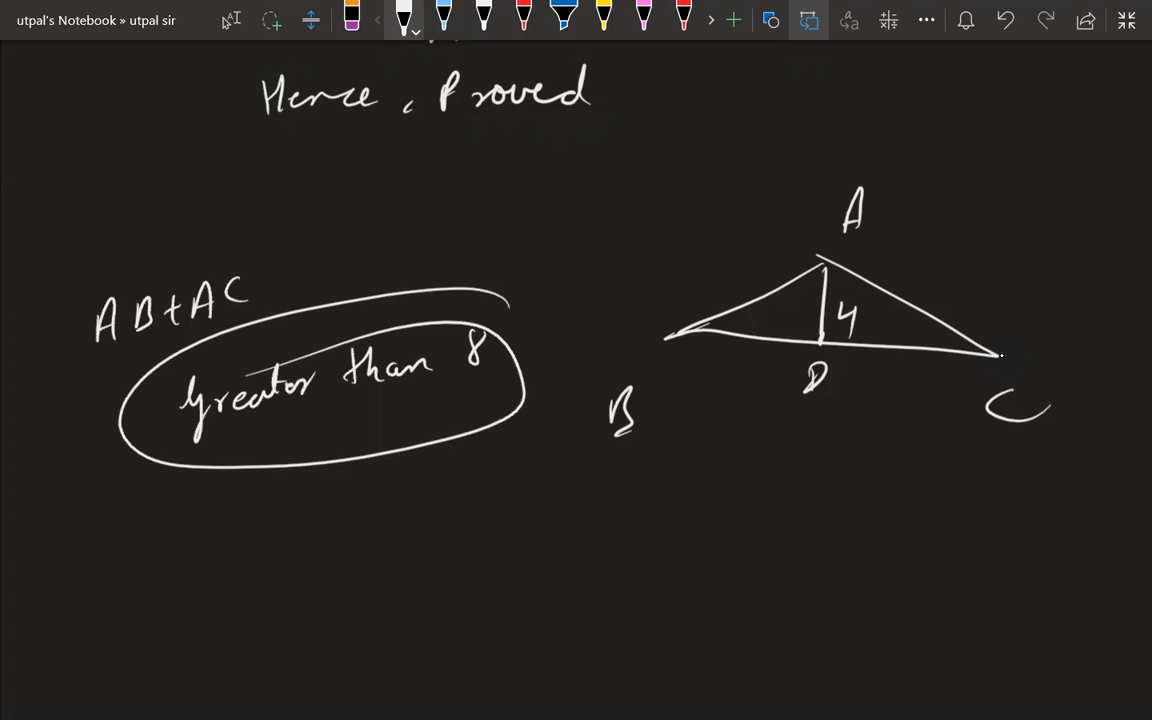 utpal's Notebook » utpal sir
Hence, Proved
A
AB+AC
4
Greater than 8
D
B
C